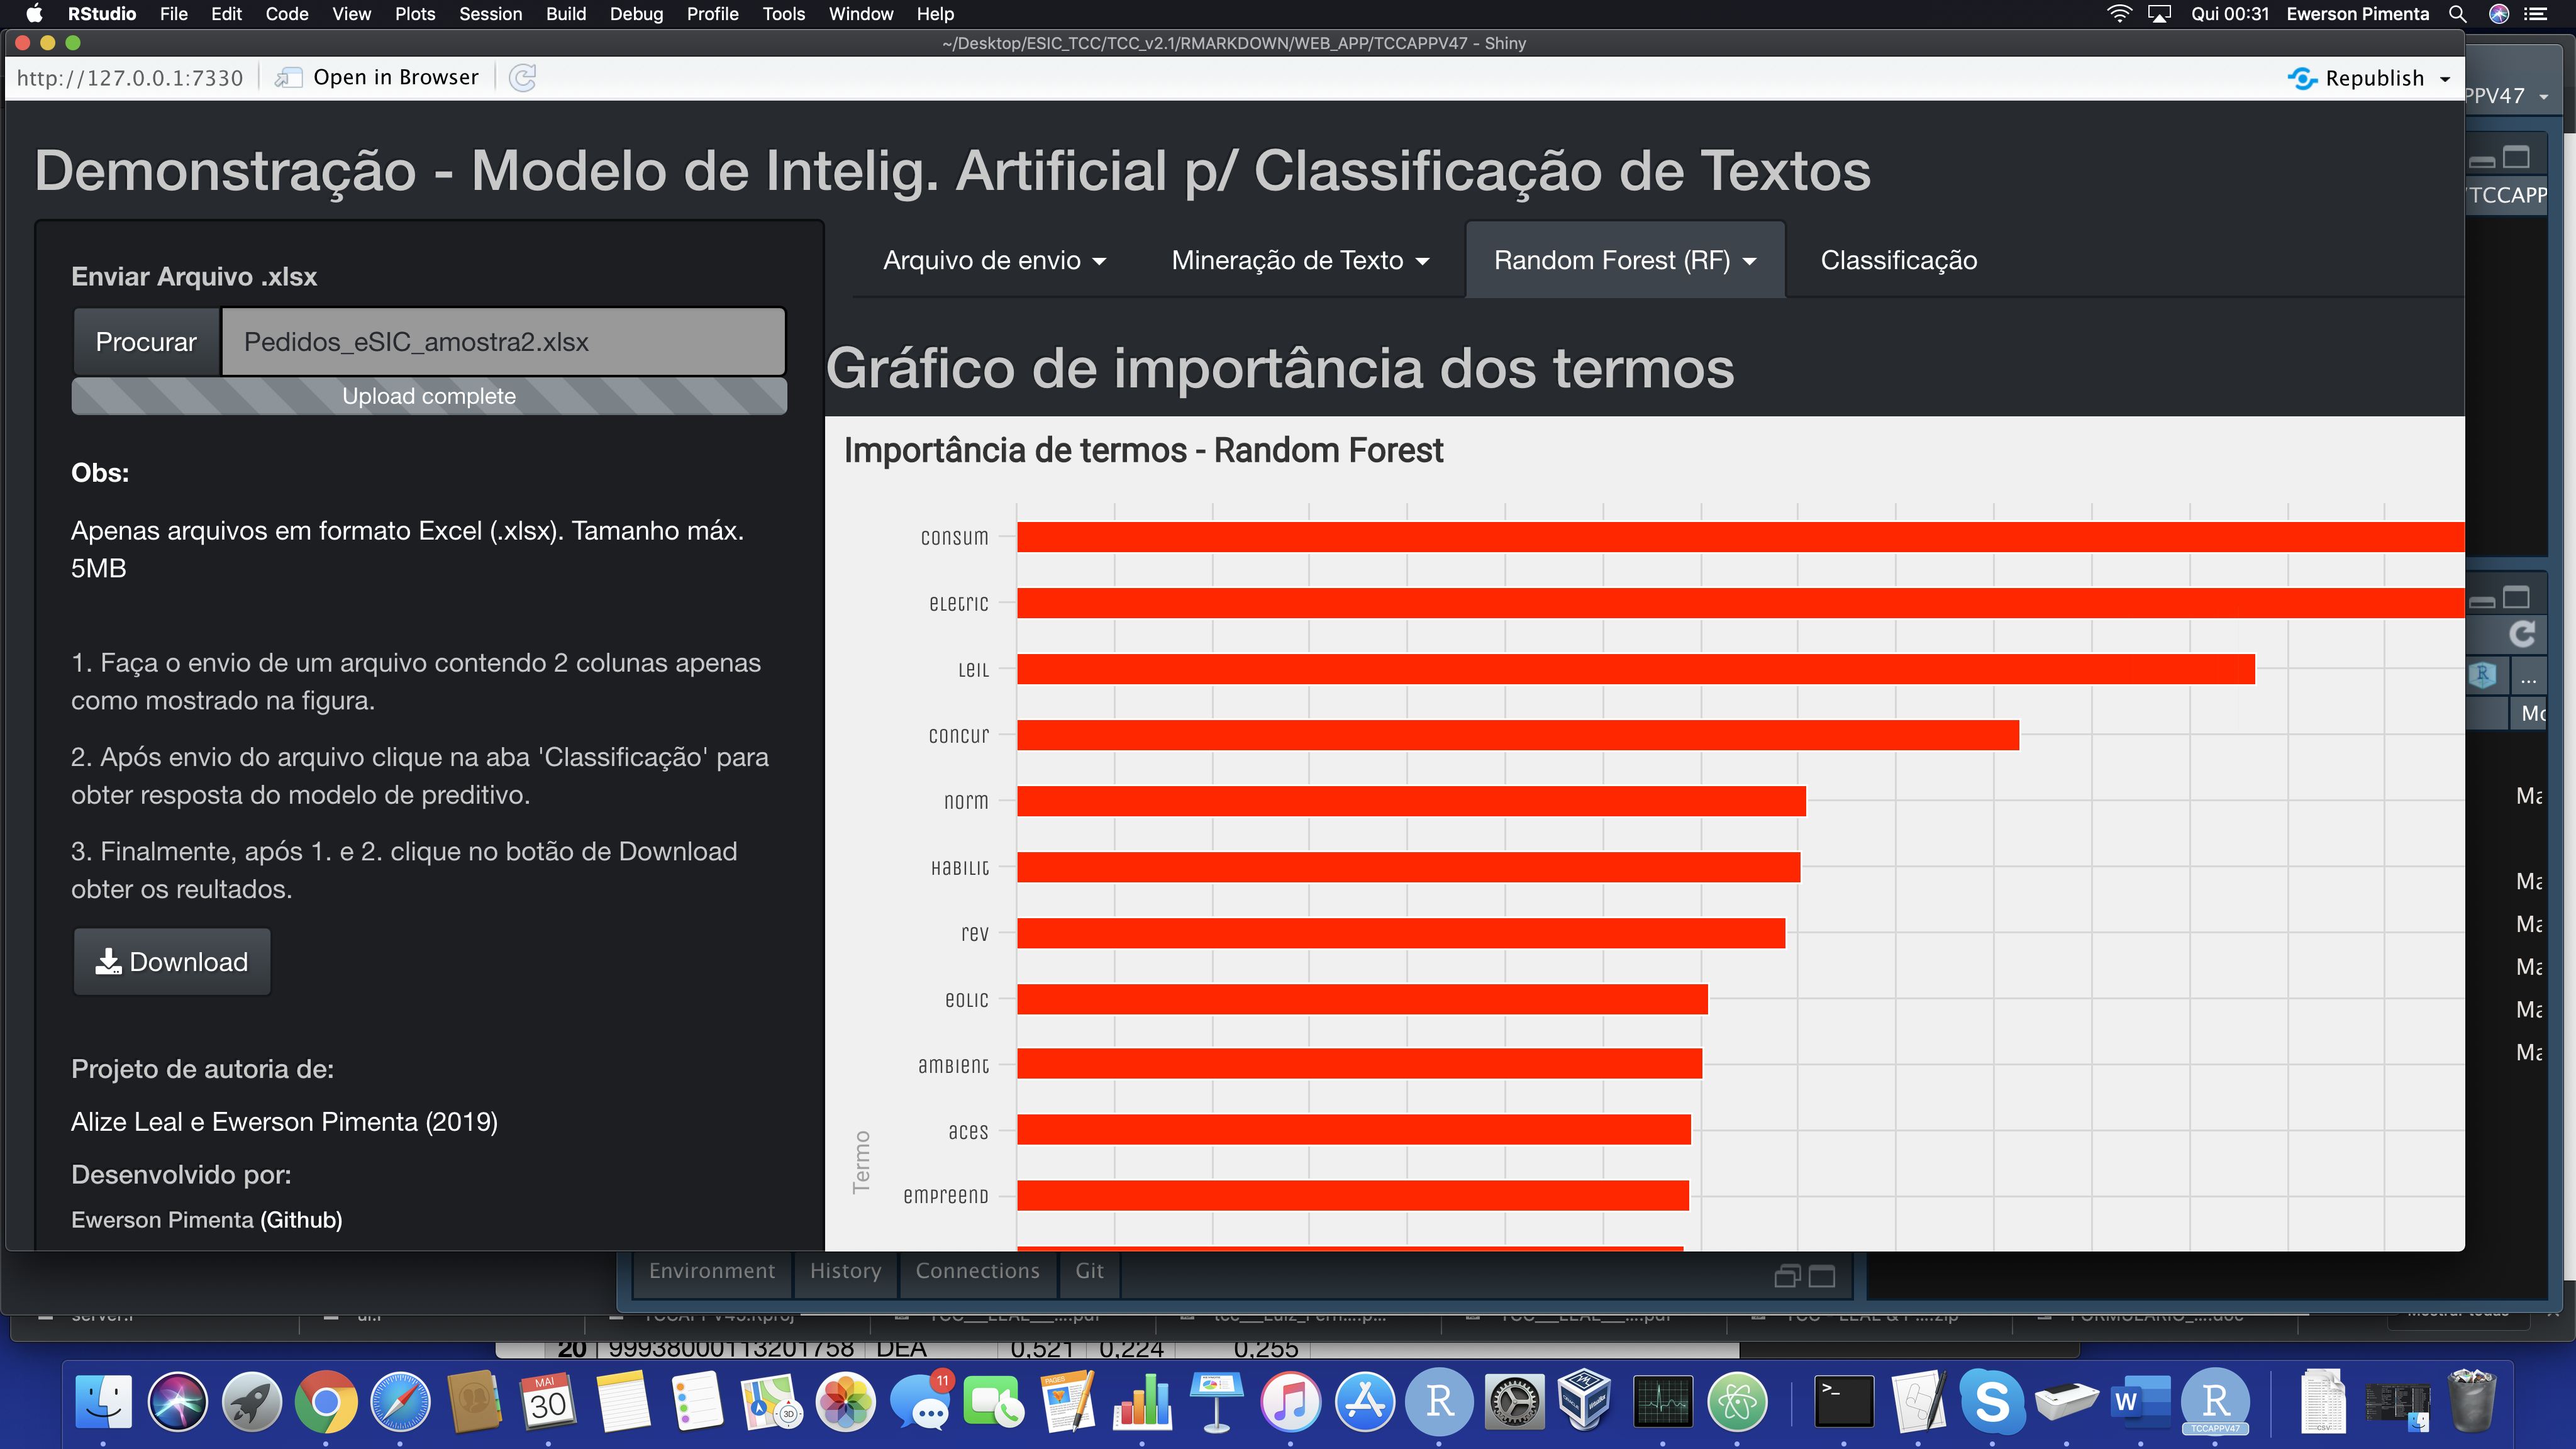 RStudio File Edit Code View Plots Session Build Debug Profile Tools Window Help Qui 00:31 Ewerson Pimenta
~/Desktop/ESIC_TCC/TCC_v2.1/RMARKDOWN/WEB_APP/TCCAPPV47 - Shiny
http://127.0.0.1:7330 Open in Browser Republish
PPV47
Demonstração - Modelo de Intelig. Artificial p/ Classificação de Textos
TCCAPP
Arquivo de envio Mineração de Texto Random Forest (RF) Classificação
Enviar Arquivo .xlsx
Procurar Pedidos_eSIC_amostra2.xlsx
Upload complete
Obs:
Apenas arquivos em formato Excel (.xlsx). Tamanho máx.
5MB
1. Faça o envio de um arquivo contendo 2 colunas apenas
como mostrado na figura.
2. Após envio do arquivo clique na aba 'Classificação' para
obter resposta do modelo de preditivo.
3. Finalmente, após 1. e 2. clique no botão de Download
obter os reultados.
Download
Projeto de autoria de:
Alize Leal e Ewerson Pimenta (2019)
Desenvolvido por:
Ewerson Pimenta (Github)
Gráfico de importância dos termos
Importância de termos - Random Forest
consum
eletric
leil
concur
norm
habilit
rev
eolic
ambient
aces
empreend
Termo
R ...
Mo
Ma
Ma
Ma
Ma
Ma
Ma
Environment History Connections Git
20 99938000113201758 DEA 0,521 0,224 0,255
MAI
30
3D
11
PAGES
R
>_
S
W
R
TCCAPPV47
CSV